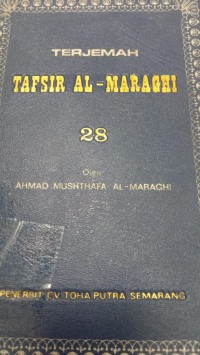 TERJEMAH
TAFSIR AL-MARAGHI
28
Oleh
AHMAD MUSHTHAFA AL-MARAGHI
PENERBIT CV TOHA PUTRA SEMARANG